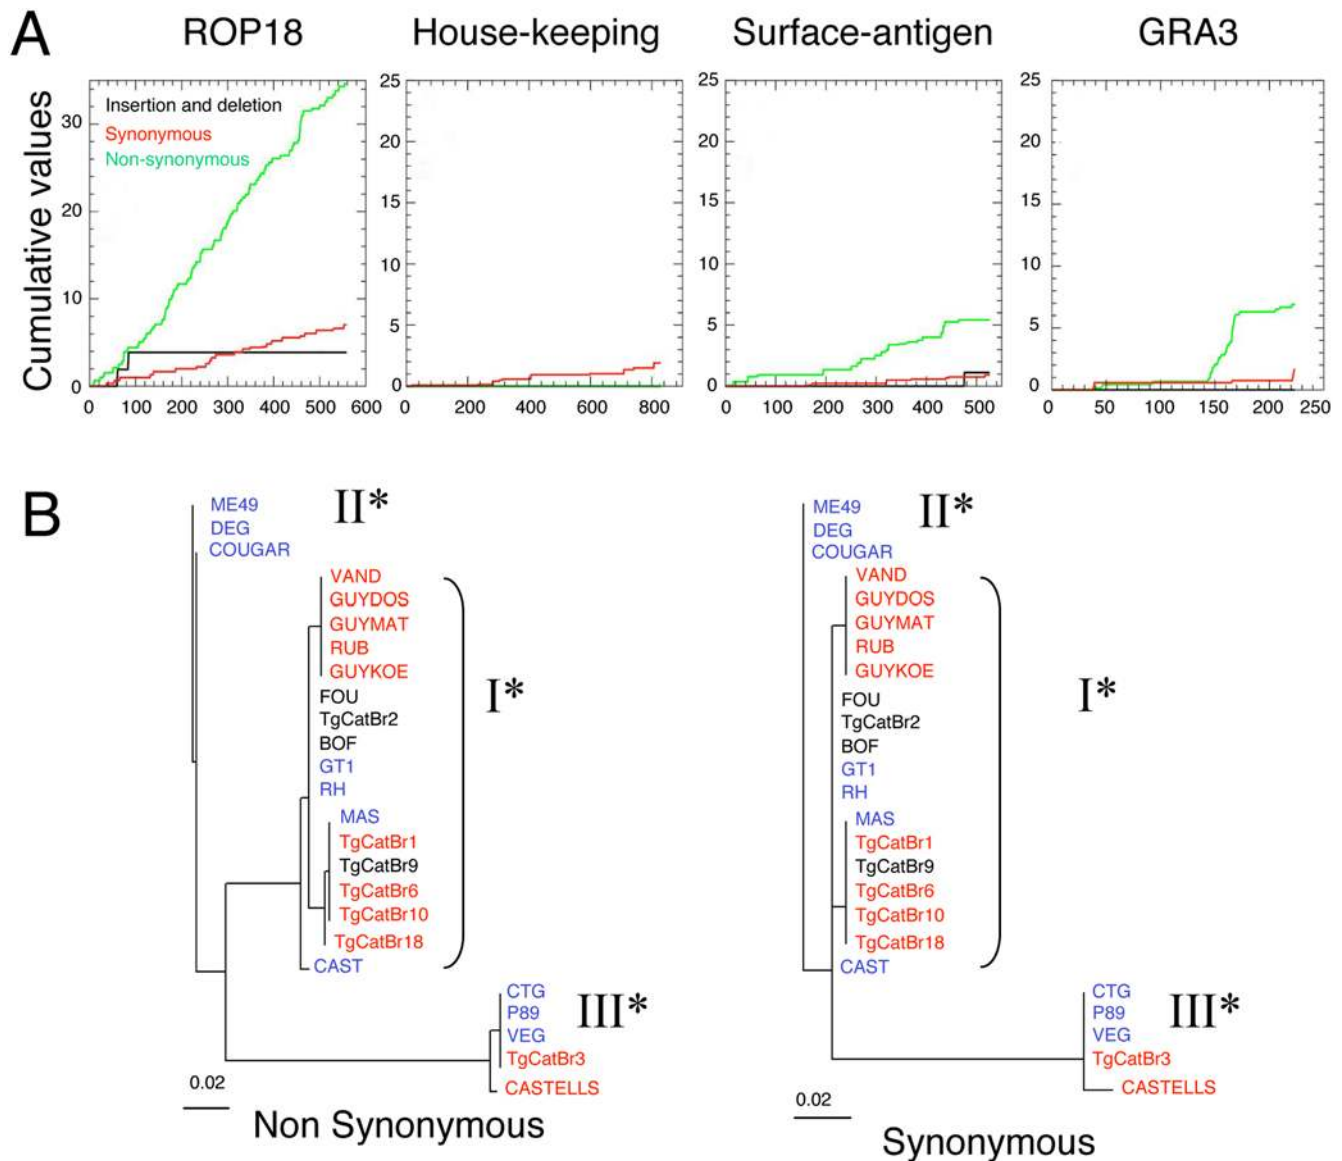 A
ROP18
House-keeping
Surface-antigen
GRA3
Cumulative values
Insertion and deletion
Synonymous
Non-synonymous
30
20
10
0
0 100 200 300 400 500 600
25
20
15
10
5
0
0 200 400 600 800
25
20
15
10
5
0
0 100 200 300 400 500
25
20
15
10
5
0
0 50 100 150 200 250
B
II*
ME49
DEG
COUGAR
VAND
GUYDOS
GUYMAT
RUB
GUYKOE
FOU
TgCatBr2
BOF
GT1
RH
MAS
TgCatBr1
TgCatBr9
TgCatBr6
TgCatBr10
TgCatBr18
CAST
I*
CTG
P89
VEG
TgCatBr3
CASTELLS
III*
0.02
Non Synonymous
II*
ME49
DEG
COUGAR
VAND
GUYDOS
GUYMAT
RUB
GUYKOE
FOU
TgCatBr2
BOF
GT1
RH
MAS
TgCatBr1
TgCatBr9
TgCatBr6
TgCatBr10
TgCatBr18
CAST
I*
CTG
P89
VEG
TgCatBr3
CASTELLS
III*
0.02
Synonymous